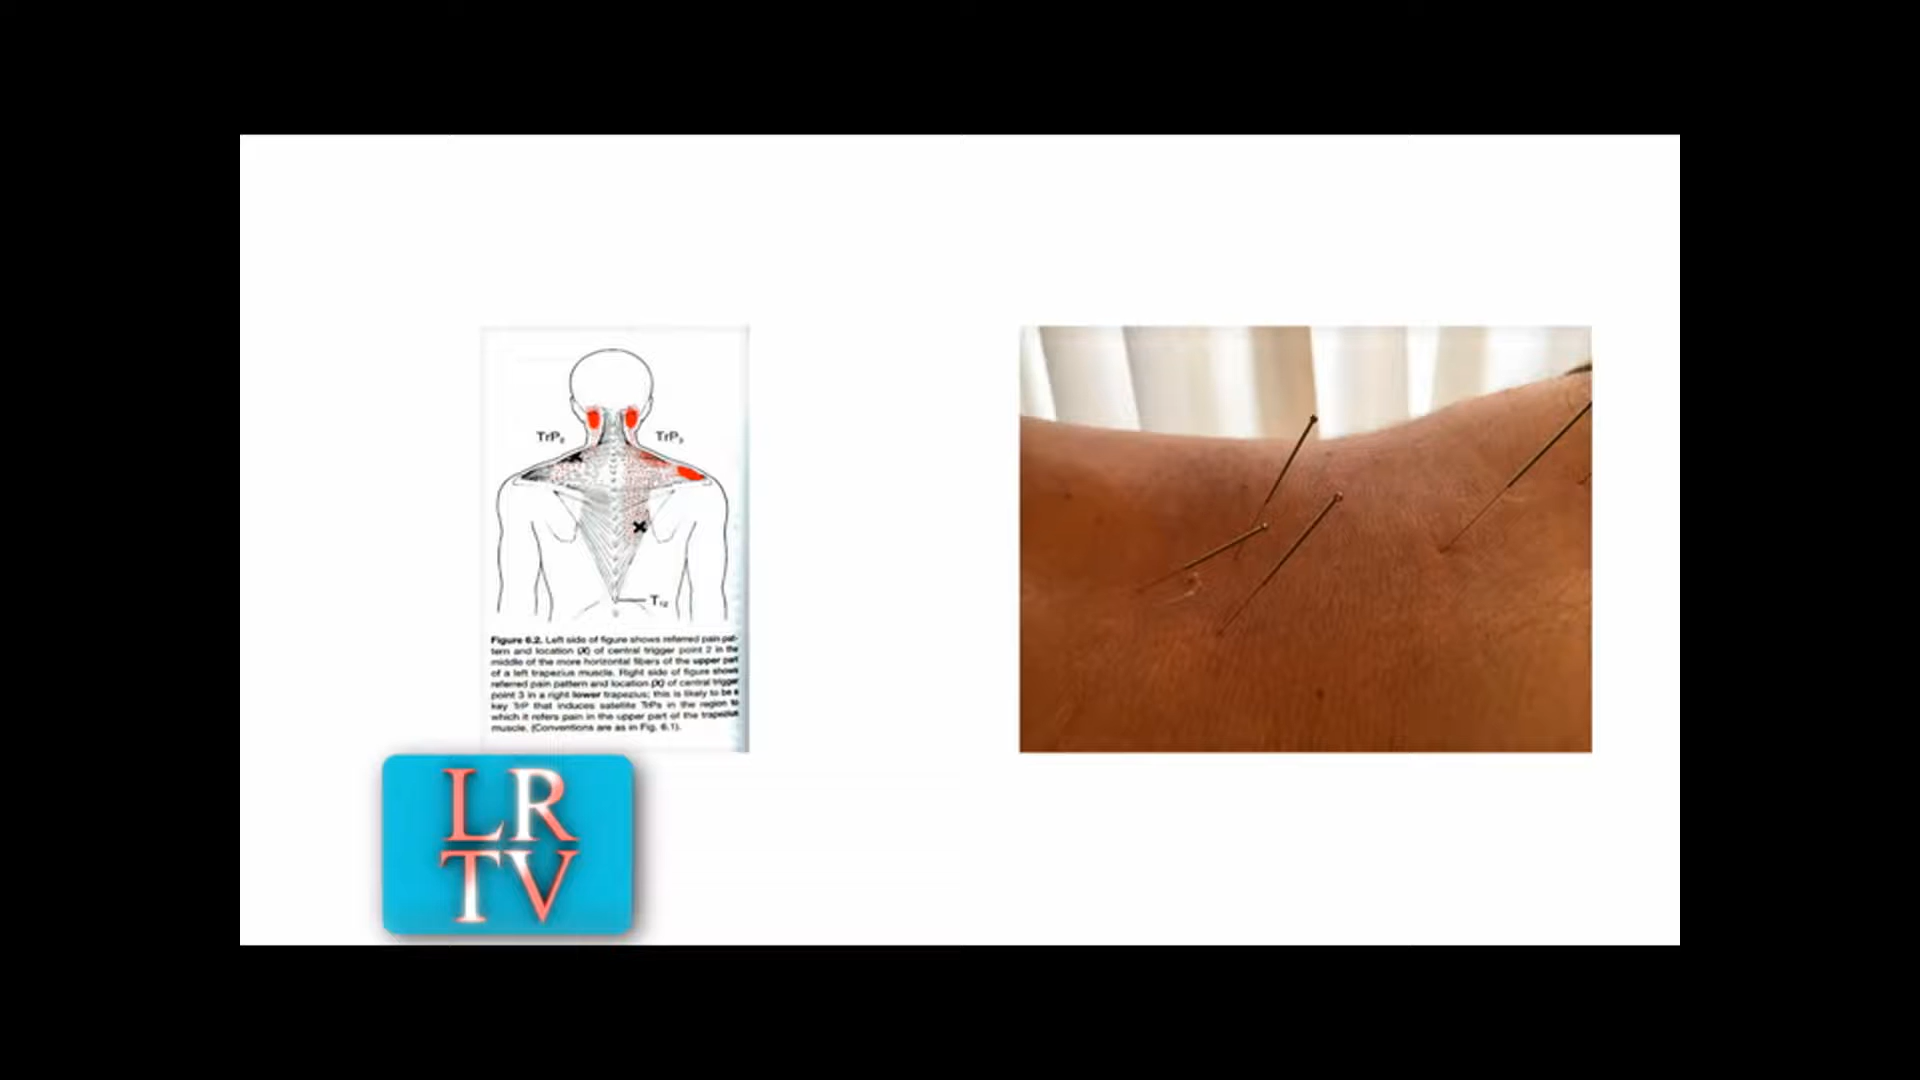 TrP₂
TrP₃
T₁₂
Figure 6.2. Left side of figure shows referred pain pat-
tern and location (X) of central trigger point 2 in the
middle of the more horizontal fibers of the upper part
of a left trapezius muscle. Right side of figure shows
referred pain pattern and location (X) of central trigger
point 3 in a right lower trapezius; this is likely to be a
key TrP that induces satellite TrPs in the region to
which it refers pain in the upper part of the trapezius
muscle. (Conventions are as in Fig. 6.1).
LR
TV